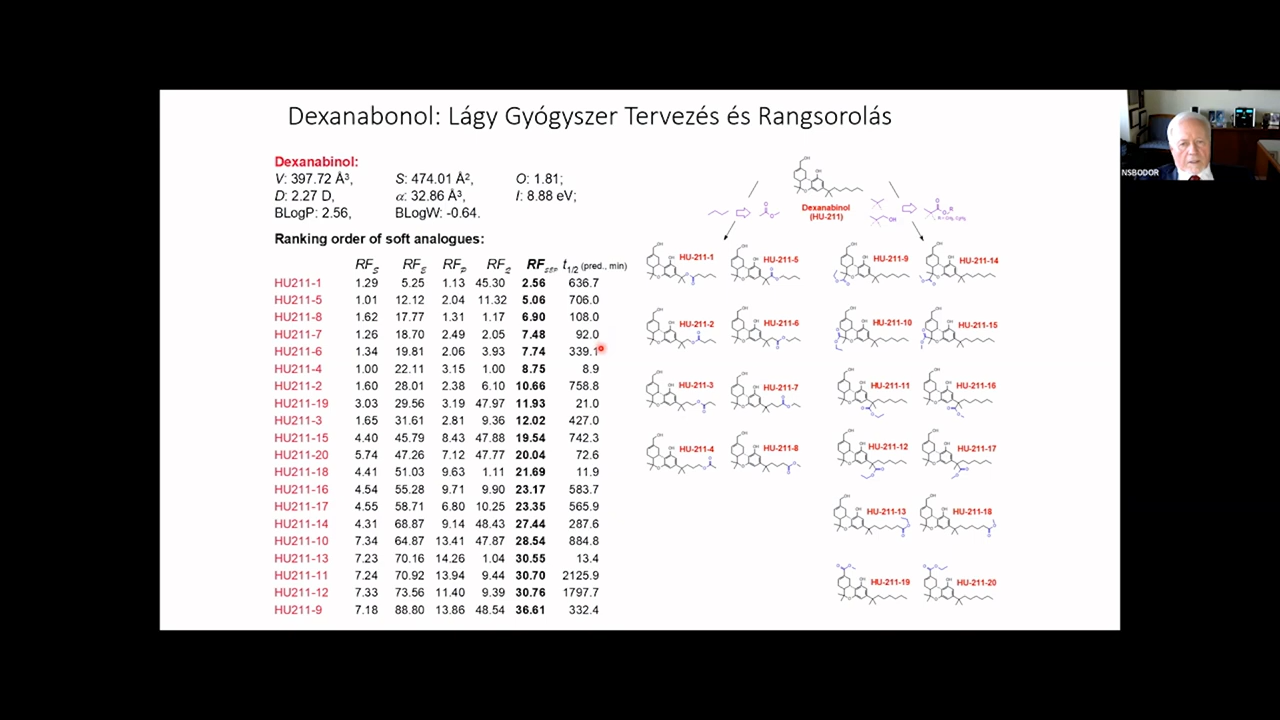 Dexanabonol: Lágy Gyógyszer Tervezés és Rangsorolás
NSBODOR
Dexanabinol:
V: 397.72 Å3, S: 474.01 Å2, O: 1.81;
D: 2.27 D, α: 32.86 Å3, I: 8.88 eV;
BLogP: 2.56, BLogW: -0.64.
Ranking order of soft analogues:
t1/2 (pred., min)
HU211-1 1.29 5.25 1.13 45.30 2.56 636.7
HU211-5 1.01 12.12 2.04 11.32 5.06 706.0
HU211-8 1.62 17.77 1.31 1.17 6.90 108.0
HU211-7 1.26 18.70 2.49 2.05 7.48 92.0
HU211-6 1.34 19.81 2.06 3.93 7.74 339.1
HU211-4 1.00 22.11 3.15 1.00 8.75 8.9
HU211-2 1.60 28.01 2.38 6.10 10.66 758.8
HU211-19 3.03 29.56 3.19 47.97 11.93 21.0
HU211-3 1.65 31.61 2.81 9.36 12.02 427.0
HU211-15 4.40 45.79 8.43 47.88 19.54 742.3
HU211-20 5.74 47.26 7.12 47.77 20.04 72.6
HU211-18 4.41 51.03 9.63 1.11 21.69 11.9
HU211-16 4.54 55.28 9.71 9.90 23.17 583.7
HU211-17 4.55 58.71 6.80 10.25 23.35 565.9
HU211-14 4.31 68.87 9.14 48.43 27.44 287.6
HU211-10 7.34 64.87 13.41 47.87 28.54 884.8
HU211-13 7.23 70.16 14.26 1.04 30.55 13.4
HU211-11 7.24 70.92 13.94 9.44 30.70 2125.9
HU211-12 7.33 73.56 11.40 9.39 30.76 1797.7
HU211-9 7.18 88.80 13.86 48.54 36.61 332.4
Dexanabinol
(HU-211)
HU-211-1 HU-211-5 HU-211-9 HU-211-14
HU-211-2 HU-211-6 HU-211-10 HU-211-15
HU-211-3 HU-211-7 HU-211-11 HU-211-16
HU-211-4 HU-211-8 HU-211-12 HU-211-17
HU-211-13 HU-211-18
HU-211-19 HU-211-20